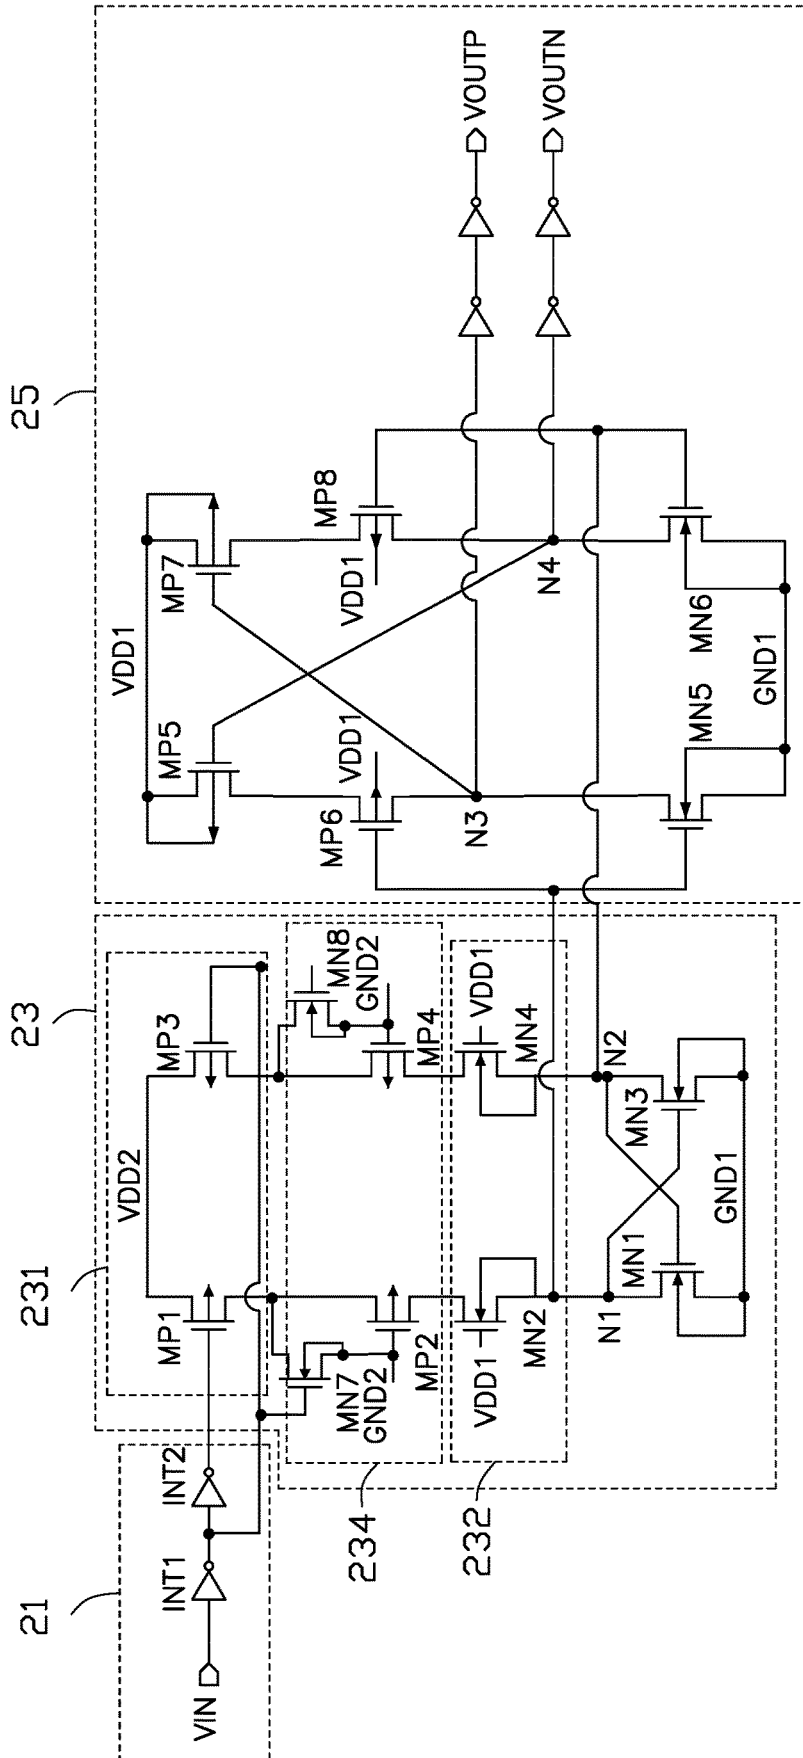 21
23
25
231
234
232
VIN
INT1
INT2
VDD2
MP1
MP3
MN7
GND2
MN8
GND2
MP2
MP4
VDD1
MN2
VDD1
MN4
N1
N2
MN1
MN3
GND1
VDD1
MP5
MP7
MP6
VDD1
VDD1
MP8
N3
N4
MN5
MN6
GND1
VOUTP
VOUTN